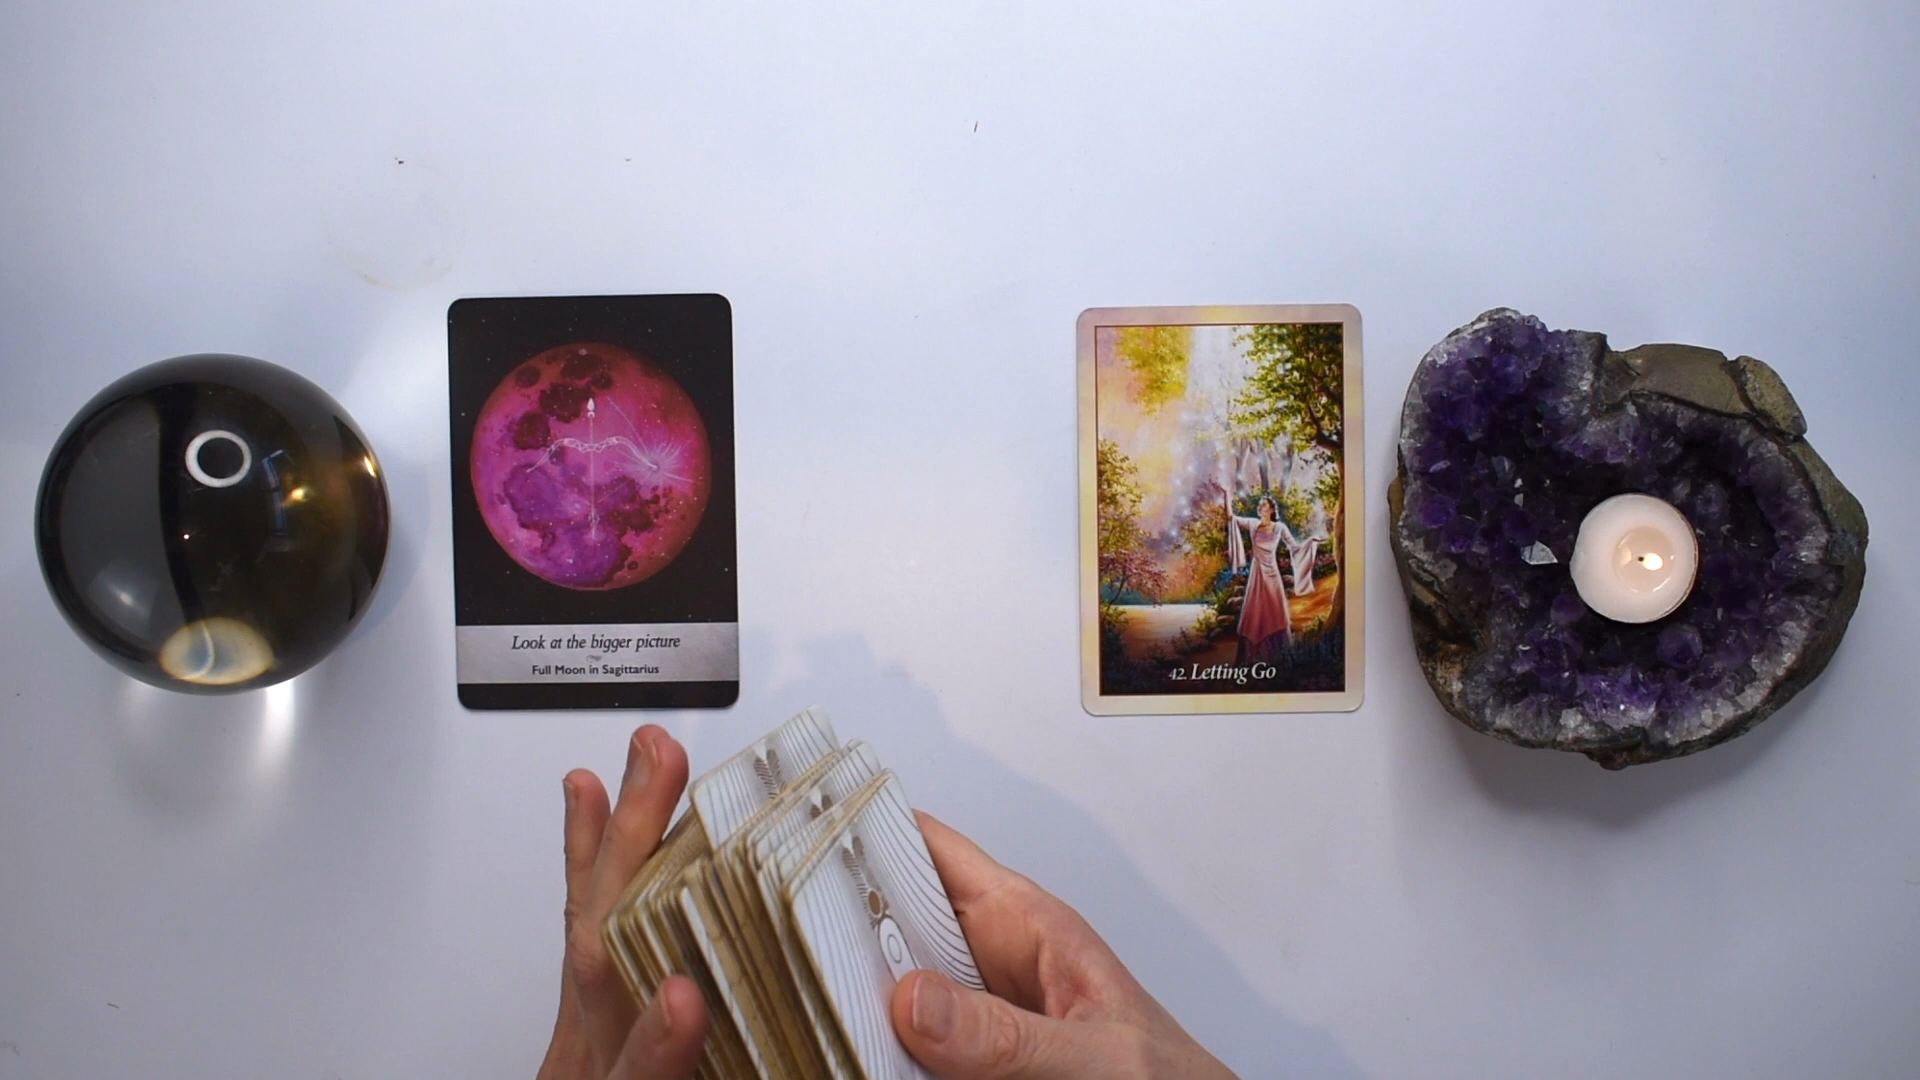 Look at the bigger picture
Full Moon in Sagittarius
42. Letting Go